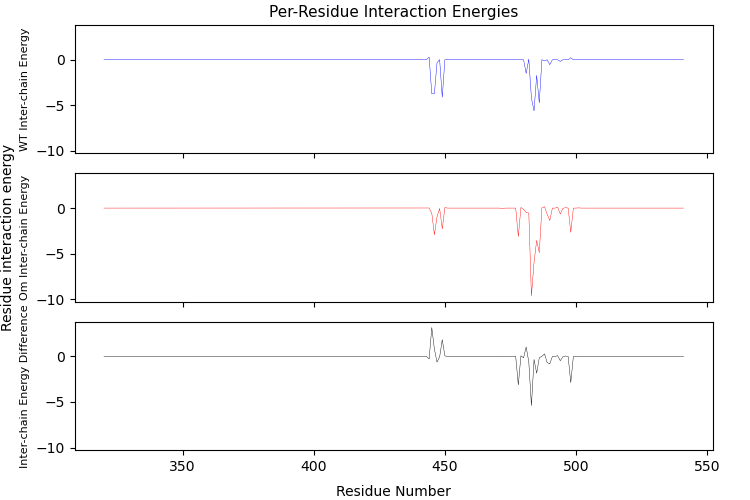 Per-Residue Interaction Energies
Residue interaction energy
WT Inter-chain Energy
0
−5
−10
Om Inter-chain Energy
0
−5
−10
Inter-chain Energy Difference
0
−5
−10
350 400 450 500 550
Residue Number